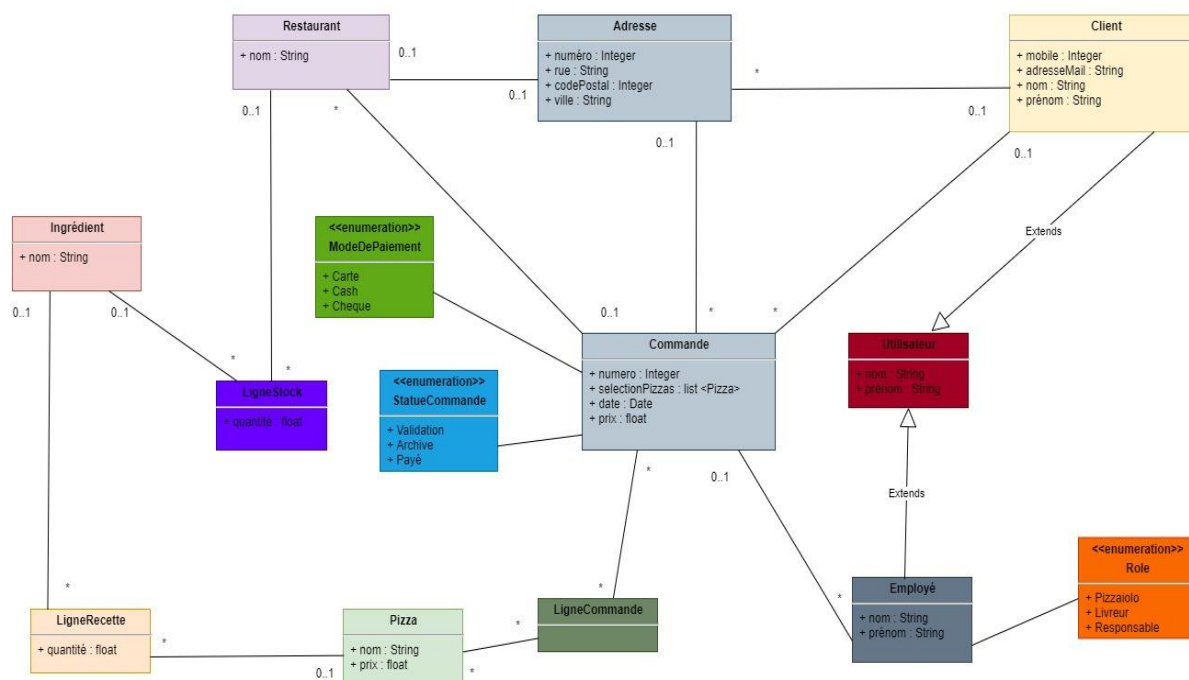 Restaurant
+ nom : String
Adresse
+ numéro : Integer
+ rue : String
+ codePostal : Integer
+ ville : String
Client
+ mobile : Integer
+ adresseMail : String
+ nom : String
+ prénom : String
0..1
0..1
*
0..1
0..1
*
0..1
0..1
Extends
Ingrédient
+ nom : String
0..1
0..1
<<enumeration>>
ModeDePaiement
+ Carte
+ Cash
+ Cheque
0..1
*
*
Commande
+ numero : Integer
+ selectionPizzas : list <Pizza>
+ date : Date
+ prix : float
Utilisateur
+ nom : String
+ prénom : String
*
*
LigneStock
+ quantité : float
<<enumeration>>
StatueCommande
+ Validation
+ Archive
+ Payé
*
0..1
Extends
<<enumeration>>
Role
+ Pizzaiolo
+ Livreur
+ Responsable
Employé
+ nom : String
+ prénom : String
*
*
LigneRecette
+ quantité : float
*
0..1
Pizza
+ nom : String
+ prix : float
*
*
*
LigneCommande